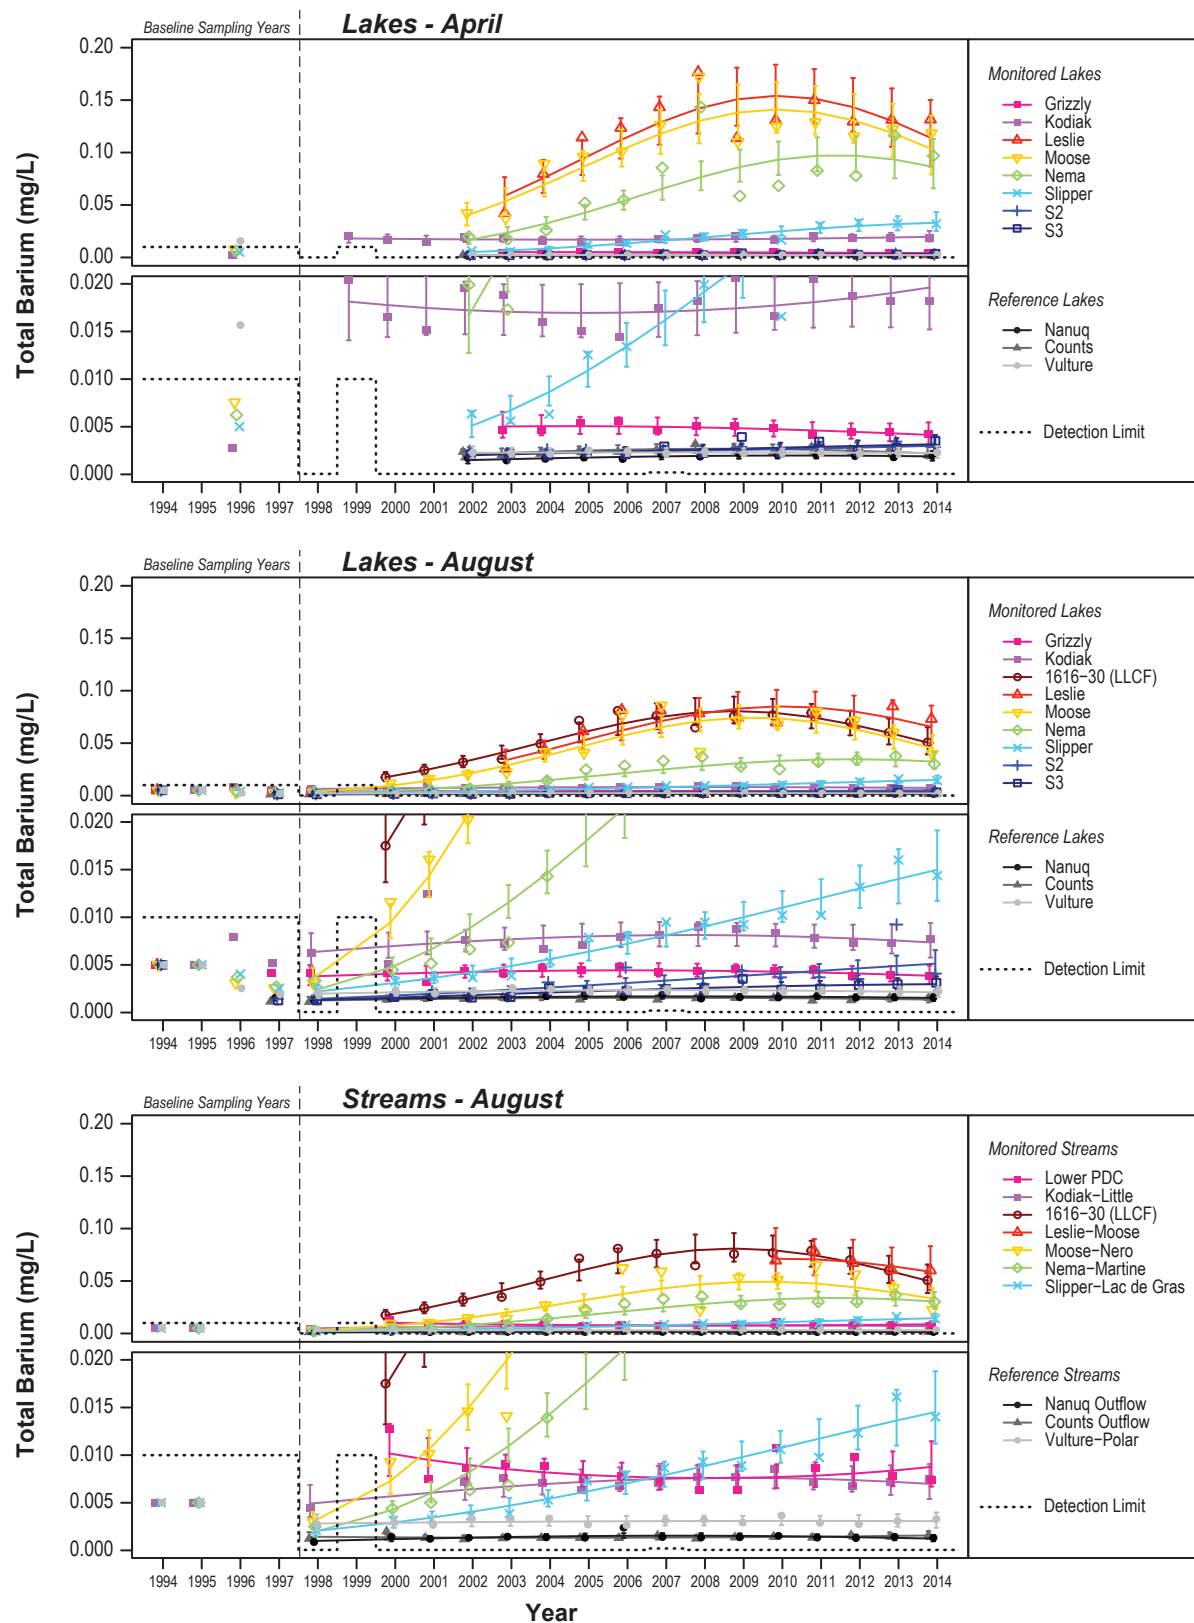 Baseline Sampling Years
Lakes - April
Total Barium (mg/L)
0.20
0.15
0.10
0.05
0.00
0.020
0.015
0.010
0.005
0.000
1994 1995 1996 1997 1998 1999 2000 2001 2002 2003 2004 2005 2006 2007 2008 2009 2010 2011 2012 2013 2014
Monitored Lakes
Grizzly
Kodiak
Leslie
Moose
Nema
Slipper
S2
S3
Reference Lakes
Nanuq
Counts
Vulture
Detection Limit
Baseline Sampling Years
Lakes - August
Total Barium (mg/L)
0.20
0.15
0.10
0.05
0.00
0.020
0.015
0.010
0.005
0.000
1994 1995 1996 1997 1998 1999 2000 2001 2002 2003 2004 2005 2006 2007 2008 2009 2010 2011 2012 2013 2014
Monitored Lakes
Grizzly
Kodiak
1616−30 (LLCF)
Leslie
Moose
Nema
Slipper
S2
S3
Reference Lakes
Nanuq
Counts
Vulture
Detection Limit
Baseline Sampling Years
Streams - August
Total Barium (mg/L)
0.20
0.15
0.10
0.05
0.00
0.020
0.015
0.010
0.005
0.000
1994 1995 1996 1997 1998 1999 2000 2001 2002 2003 2004 2005 2006 2007 2008 2009 2010 2011 2012 2013 2014
Year
Monitored Streams
Lower PDC
Kodiak−Little
1616−30 (LLCF)
Leslie−Moose
Moose−Nero
Nema−Martine
Slipper−Lac de Gras
Reference Streams
Nanuq Outflow
Counts Outflow
Vulture−Polar
Detection Limit